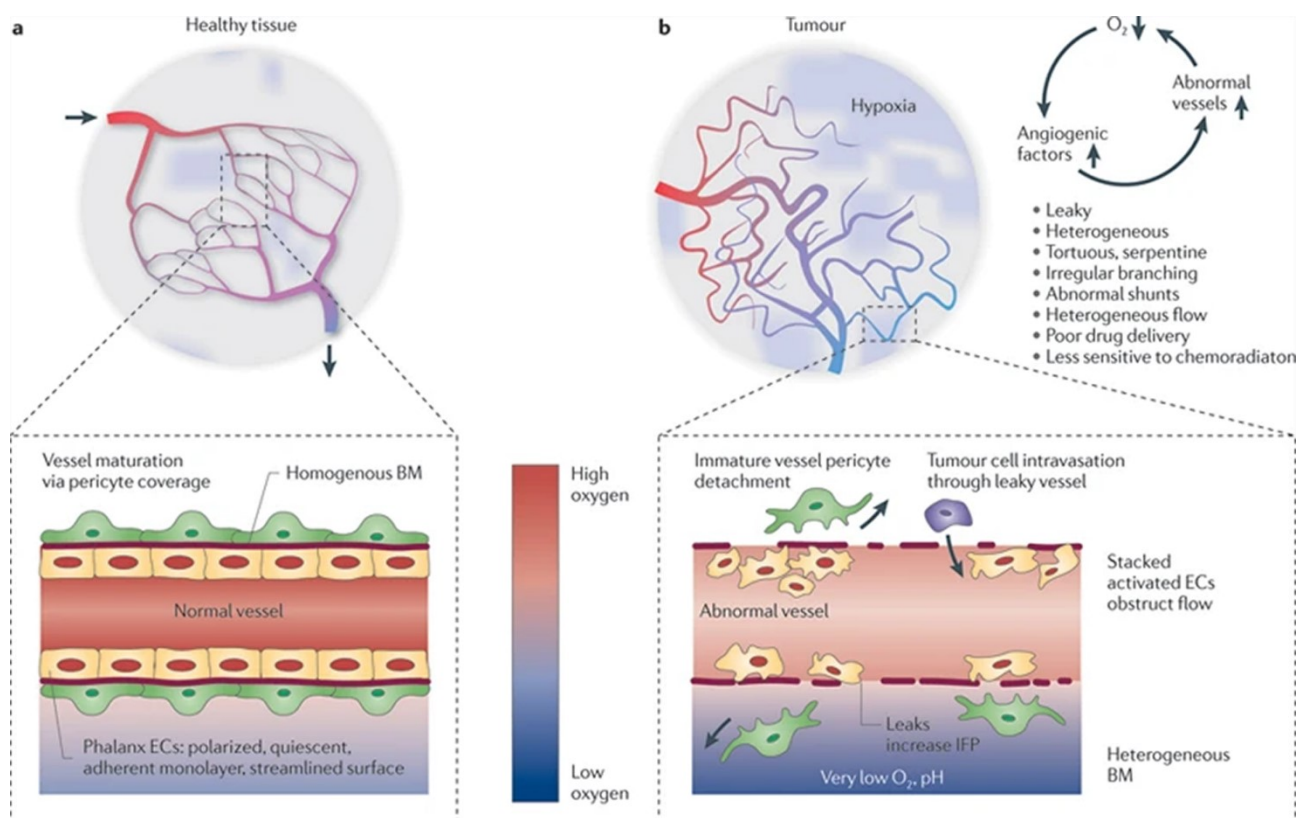 a
Healthy tissue
b
Tumour
Hypoxia
O₂
Abnormal
vessels
Angiogenic
factors
• Leaky
• Heterogeneous
• Tortuous, serpentine
• Irregular branching
• Abnormal shunts
• Heterogeneous flow
• Poor drug delivery
• Less sensitive to chemoradiaton
Vessel maturation
via pericyte coverage
Homogenous BM
Normal vessel
Phalanx ECs: polarized, quiescent,
adherent monolayer, streamlined surface
High
oxygen
Low
oxygen
Immature vessel pericyte
detachment
Tumour cell intravasation
through leaky vessel
Abnormal vessel
Stacked
activated ECs
obstruct flow
Leaks
increase IFP
Very low O₂, pH
Heterogeneous
BM